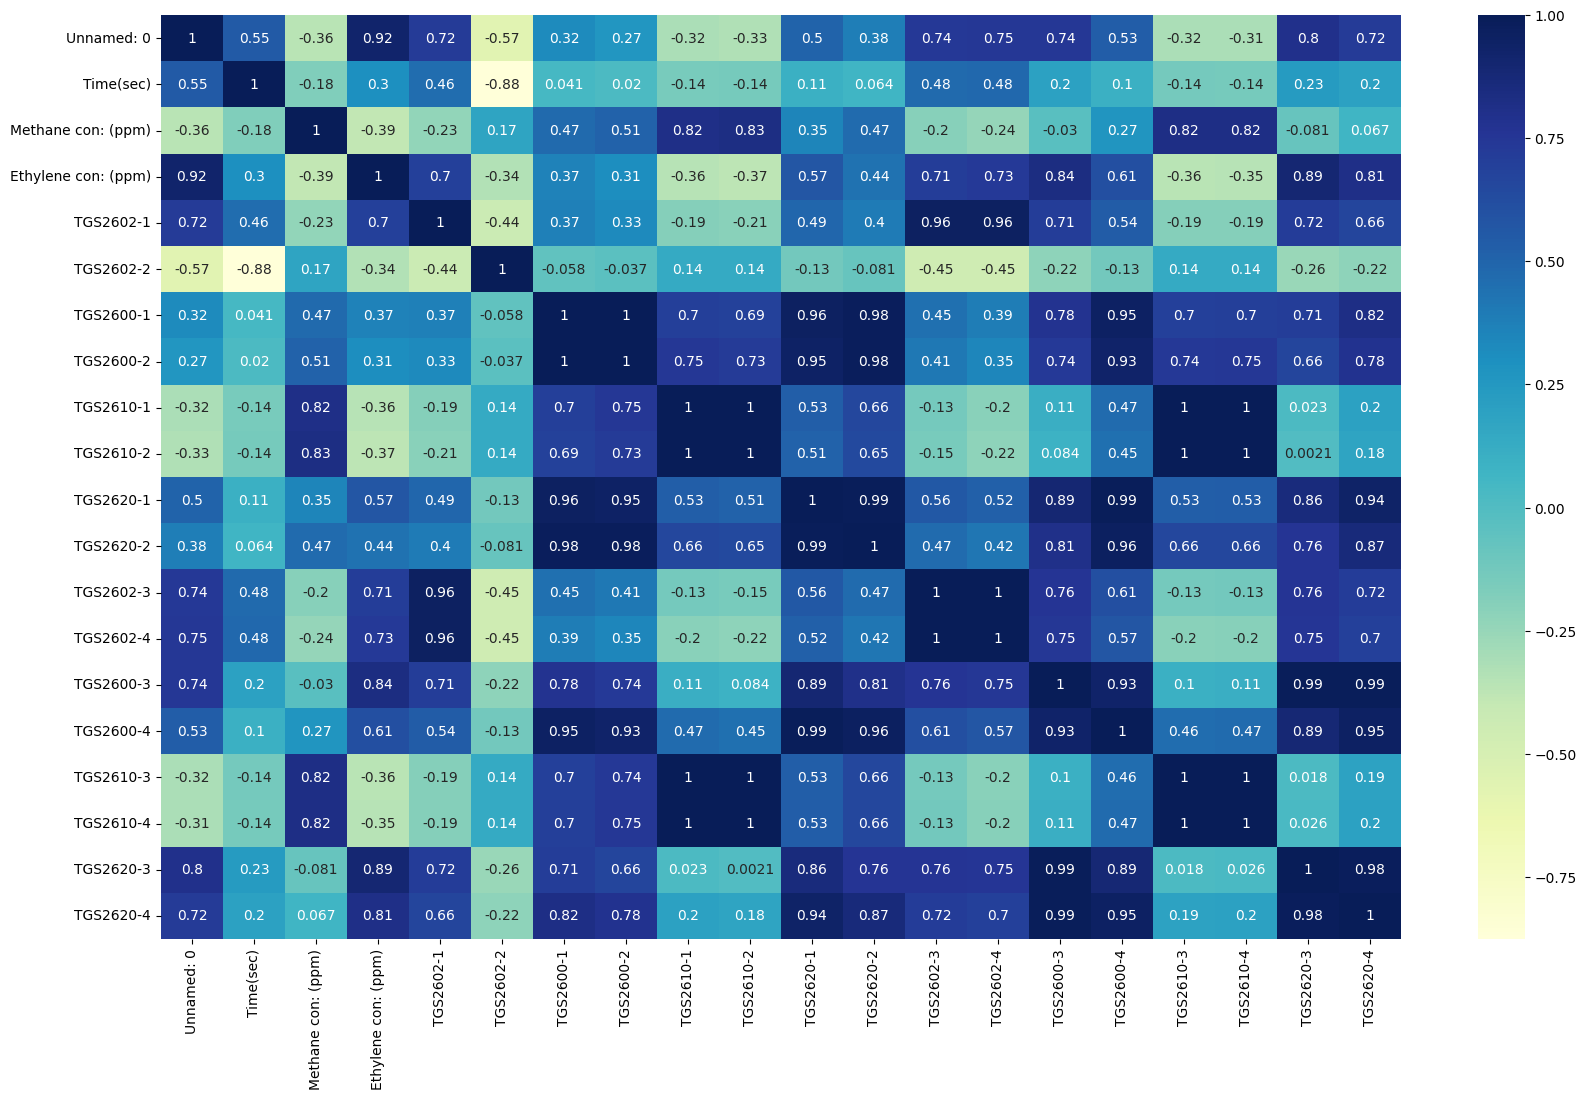 Unnamed: 0 1 0.55 -0.36 0.92 0.72 -0.57 0.32 0.27 -0.32 -0.33 0.5 0.38 0.74 0.75 0.74 0.53 -0.32 -0.31 0.8 0.72
Time(sec) 0.55 1 -0.18 0.3 0.46 -0.88 0.041 0.02 -0.14 -0.14 0.11 0.064 0.48 0.48 0.2 0.1 -0.14 -0.14 0.23 0.2
Methane con: (ppm) -0.36 -0.18 1 -0.39 -0.23 0.17 0.47 0.51 0.82 0.83 0.35 0.47 -0.2 -0.24 -0.03 0.27 0.82 0.82 -0.081 0.067
Ethylene con: (ppm) 0.92 0.3 -0.39 1 0.7 -0.34 0.37 0.31 -0.36 -0.37 0.57 0.44 0.71 0.73 0.84 0.61 -0.36 -0.35 0.89 0.81
TGS2602-1 0.72 0.46 -0.23 0.7 1 -0.44 0.37 0.33 -0.19 -0.21 0.49 0.4 0.96 0.96 0.71 0.54 -0.19 -0.19 0.72 0.66
TGS2602-2 -0.57 -0.88 0.17 -0.34 -0.44 1 -0.058 -0.037 0.14 0.14 -0.13 -0.081 -0.45 -0.45 -0.22 -0.13 0.14 0.14 -0.26 -0.22
TGS2600-1 0.32 0.041 0.47 0.37 0.37 -0.058 1 1 0.7 0.69 0.96 0.98 0.45 0.39 0.78 0.95 0.7 0.7 0.71 0.82
TGS2600-2 0.27 0.02 0.51 0.31 0.33 -0.037 1 1 0.75 0.73 0.95 0.98 0.41 0.35 0.74 0.93 0.74 0.75 0.66 0.78
TGS2610-1 -0.32 -0.14 0.82 -0.36 -0.19 0.14 0.7 0.75 1 1 0.53 0.66 -0.13 -0.2 0.11 0.47 1 1 0.023 0.2
TGS2610-2 -0.33 -0.14 0.83 -0.37 -0.21 0.14 0.69 0.73 1 1 0.51 0.65 -0.15 -0.22 0.084 0.45 1 1 0.0021 0.18
TGS2620-1 0.5 0.11 0.35 0.57 0.49 -0.13 0.96 0.95 0.53 0.51 1 0.99 0.56 0.52 0.89 0.99 0.53 0.53 0.86 0.94
TGS2620-2 0.38 0.064 0.47 0.44 0.4 -0.081 0.98 0.98 0.66 0.65 0.99 1 0.47 0.42 0.81 0.96 0.66 0.66 0.76 0.87
TGS2602-3 0.74 0.48 -0.2 0.71 0.96 -0.45 0.45 0.41 -0.13 -0.15 0.56 0.47 1 1 0.76 0.61 -0.13 -0.13 0.76 0.72
TGS2602-4 0.75 0.48 -0.24 0.73 0.96 -0.45 0.39 0.35 -0.2 -0.22 0.52 0.42 1 1 0.75 0.57 -0.2 -0.2 0.75 0.7
TGS2600-3 0.74 0.2 -0.03 0.84 0.71 -0.22 0.78 0.74 0.11 0.084 0.89 0.81 0.76 0.75 1 0.93 0.1 0.11 0.99 0.99
TGS2600-4 0.53 0.1 0.27 0.61 0.54 -0.13 0.95 0.93 0.47 0.45 0.99 0.96 0.61 0.57 0.93 1 0.46 0.47 0.89 0.95
TGS2610-3 -0.32 -0.14 0.82 -0.36 -0.19 0.14 0.7 0.74 1 1 0.53 0.66 -0.13 -0.2 0.1 0.46 1 1 0.018 0.19
TGS2610-4 -0.31 -0.14 0.82 -0.35 -0.19 0.14 0.7 0.75 1 1 0.53 0.66 -0.13 -0.2 0.11 0.47 1 1 0.026 0.2
TGS2620-3 0.8 0.23 -0.081 0.89 0.72 -0.26 0.71 0.66 0.023 0.0021 0.86 0.76 0.76 0.75 0.99 0.89 0.018 0.026 1 0.98
TGS2620-4 0.72 0.2 0.067 0.81 0.66 -0.22 0.82 0.78 0.2 0.18 0.94 0.87 0.72 0.7 0.99 0.95 0.19 0.2 0.98 1
Unnamed: 0
Time(sec)
Methane con: (ppm)
Ethylene con: (ppm)
TGS2602-1
TGS2602-2
TGS2600-1
TGS2600-2
TGS2610-1
TGS2610-2
TGS2620-1
TGS2620-2
TGS2602-3
TGS2602-4
TGS2600-3
TGS2600-4
TGS2610-3
TGS2610-4
TGS2620-3
TGS2620-4
1.00
0.75
0.50
0.25
0.00
−0.25
−0.50
−0.75